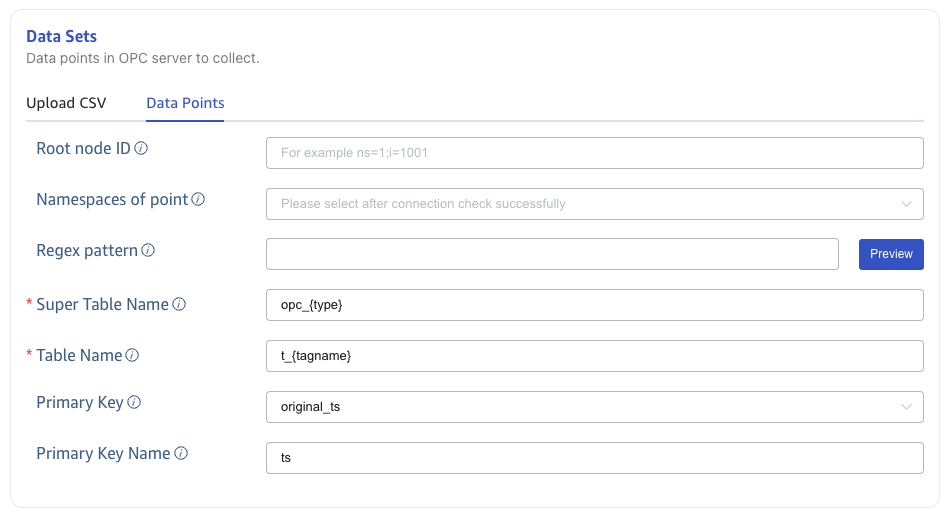 Data Sets
Data points in OPC server to collect.
Upload CSV Data Points
Root node ID For example ns=1;i=1001
Namespaces of point Please select after connection check successfully
Regex pattern Preview
* Super Table Name opc_{type}
* Table Name t_{tagname}
Primary Key original_ts
Primary Key Name ts